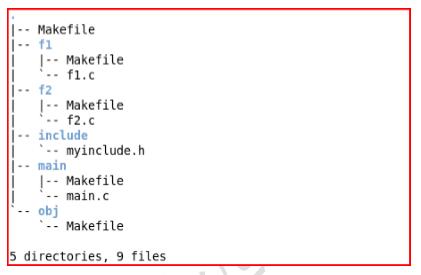 .
|-- Makefile
|-- f1
|   |-- Makefile
|   `-- f1.c
|-- f2
|   |-- Makefile
|   `-- f2.c
|-- include
|   `-- myinclude.h
|-- main
|   |-- Makefile
|   `-- main.c
`-- obj
    `-- Makefile
5 directories, 9 files